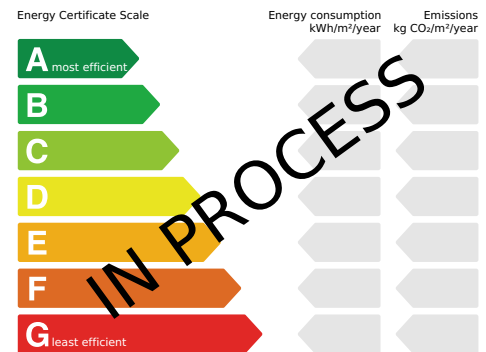 Energy Certificate Scale
Energy consumption
kWh/m²/year
Emissions
kg CO₂/m²/year
A most efficient
B
C
D
E
F
G least efficient
IN PROCESS